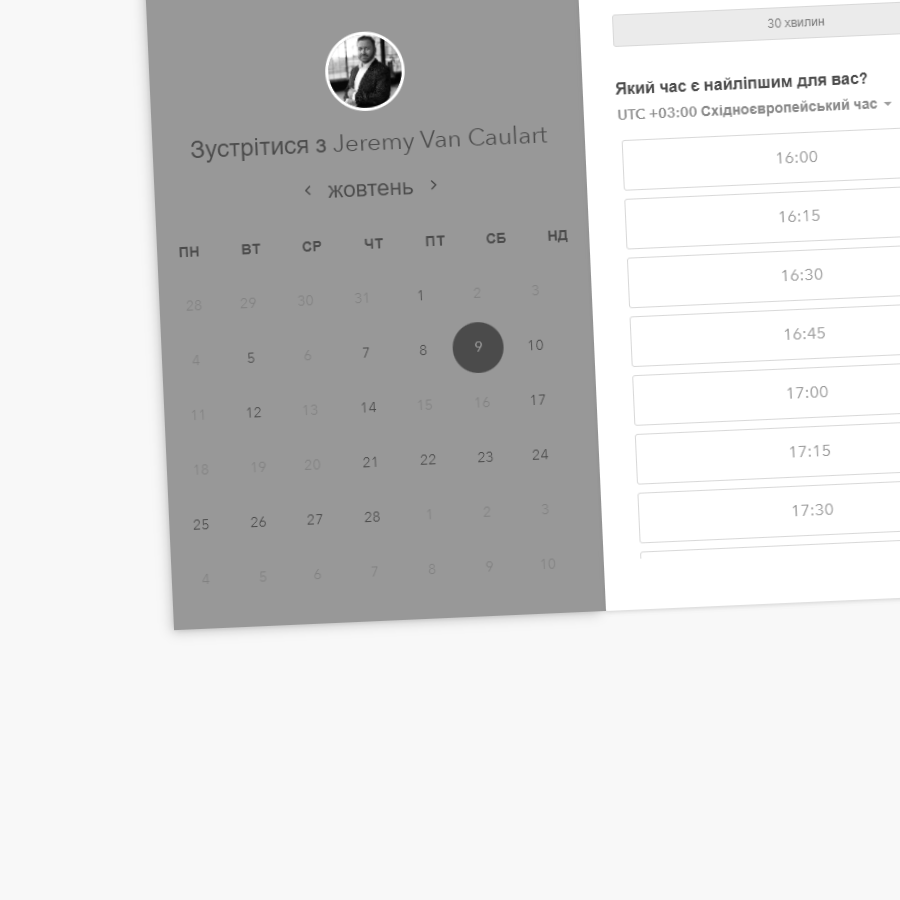 Зустрітися з Jeremy Van Caulart
‹ жовтень ›
ПН ВТ СР ЧТ ПТ СБ НД
28 29 30 31 1 2 3
4 5 6 7 8 9 10
11 12 13 14 15 16 17
18 19 20 21 22 23 24
25 26 27 28 1 2 3
4 5 6 7 8 9 10
30 хвилин
Який час є найліпшим для вас?
UTC +03:00 Східноєвропейський час
16:00
16:15
16:30
16:45
17:00
17:15
17:30